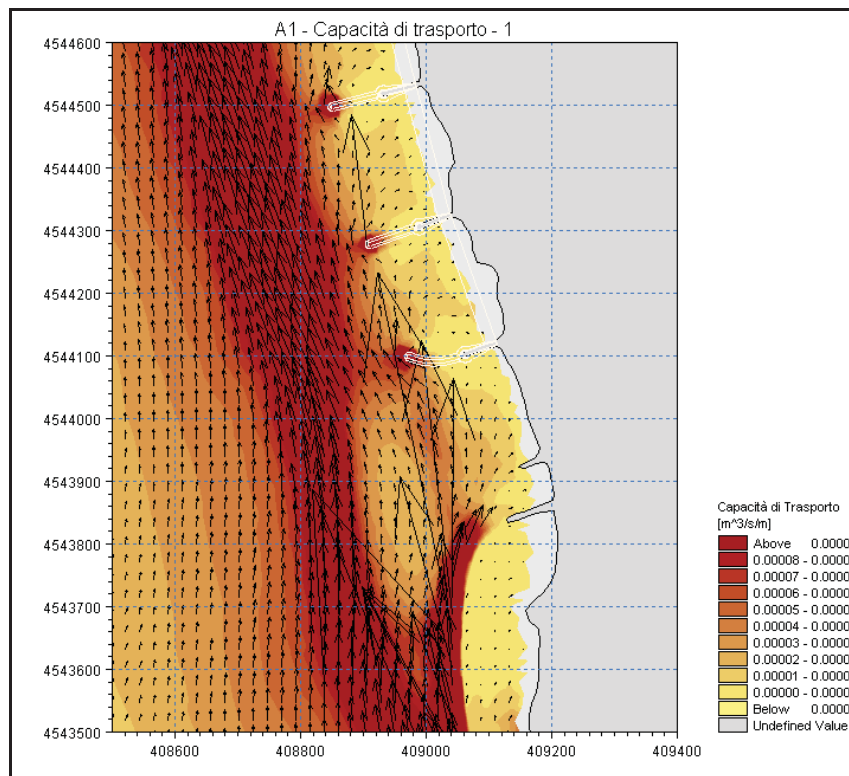 A1 - Capacità di trasporto - 1
4544600
4544500
4544400
4544300
4544200
4544100
4544000
4543900
4543800
4543700
4543600
4543500
408600
408800
409000
409200
409400
Capacità di Trasporto
[m^3/s/m]
Above 0.0000
0.00008 - 0.0000
0.00007 - 0.0000
0.00006 - 0.0000
0.00005 - 0.0000
0.00004 - 0.0000
0.00003 - 0.0000
0.00002 - 0.0000
0.00001 - 0.0000
0.00000 - 0.0000
Below 0.0000
Undefined Value